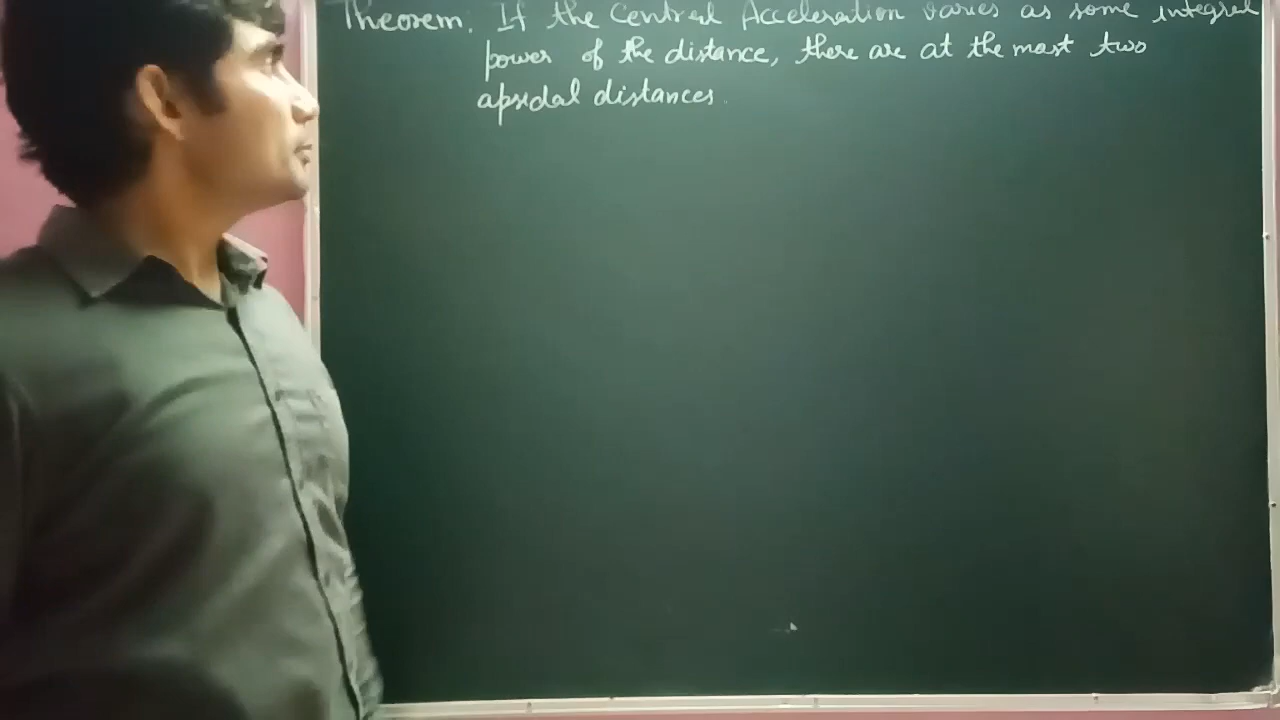 Theorem. If the Central Acceleration varies as some integral
power of the distance, there are at the most two
apsidal distances.